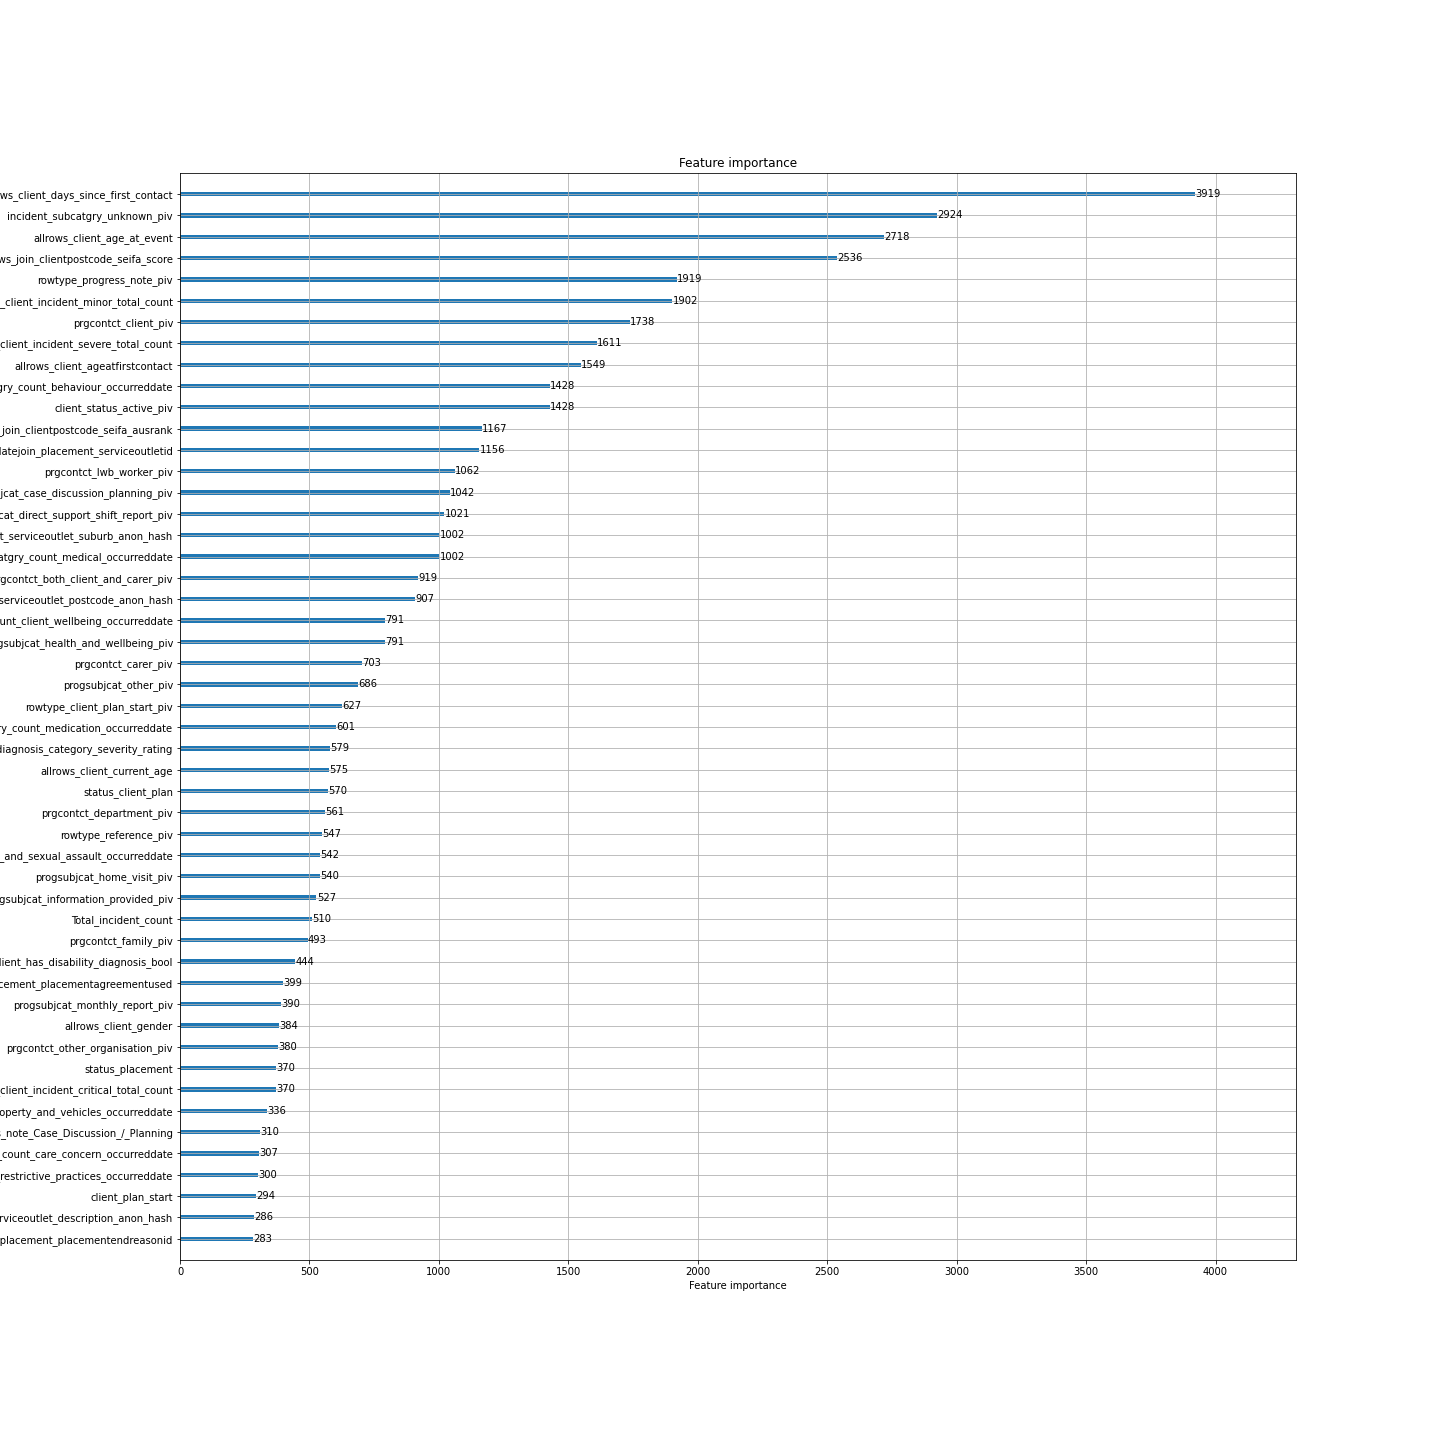 Feature importance
ws_client_days_since_first_contact 3919
incident_subcatgry_unknown_piv 2924
allrows_client_age_at_event 2718
ws_join_clientpostcode_seifa_score 2536
rowtype_progress_note_piv 1919
_client_incident_minor_total_count 1902
prgcontct_client_piv 1738
client_incident_severe_total_count 1611
allrows_client_ageatfirstcontact 1549
gry_count_behaviour_occurreddate 1428
client_status_active_piv 1428
_join_clientpostcode_seifa_ausrank 1167
latejoin_placement_serviceoutletid 1156
prgcontct_lwb_worker_piv 1062
jcat_case_discussion_planning_piv 1042
cat_direct_support_shift_report_piv 1021
t_serviceoutlet_suburb_anon_hash 1002
atgry_count_medical_occurreddate 1002
rgcontct_both_client_and_carer_piv 919
serviceoutlet_postcode_anon_hash 907
unt_client_wellbeing_occurreddate 791
gsubjcat_health_and_wellbeing_piv 791
prgcontct_carer_piv 703
progsubjcat_other_piv 686
rowtype_client_plan_start_piv 627
ry_count_medication_occurreddate 601
diagnosis_category_severity_rating 579
allrows_client_current_age 575
status_client_plan 570
prgcontct_department_piv 561
rowtype_reference_piv 547
_and_sexual_assault_occurreddate 542
progsubjcat_home_visit_piv 540
gsubjcat_information_provided_piv 527
Total_incident_count 510
prgcontct_family_piv 493
lient_has_disability_diagnosis_bool 444
cement_placementagreementused 399
progsubjcat_monthly_report_piv 390
allrows_client_gender 384
prgcontct_other_organisation_piv 380
status_placement 370
client_incident_critical_total_count 370
operty_and_vehicles_occurreddate 336
s_note_Case_Discussion_/_Planning 310
_count_care_concern_occurreddate 307
restrictive_practices_occurreddate 300
client_plan_start 294
rviceoutlet_description_anon_hash 286
placement_placementendreasonid 283
0 500 1000 1500 2000 2500 3000 3500 4000
Feature importance